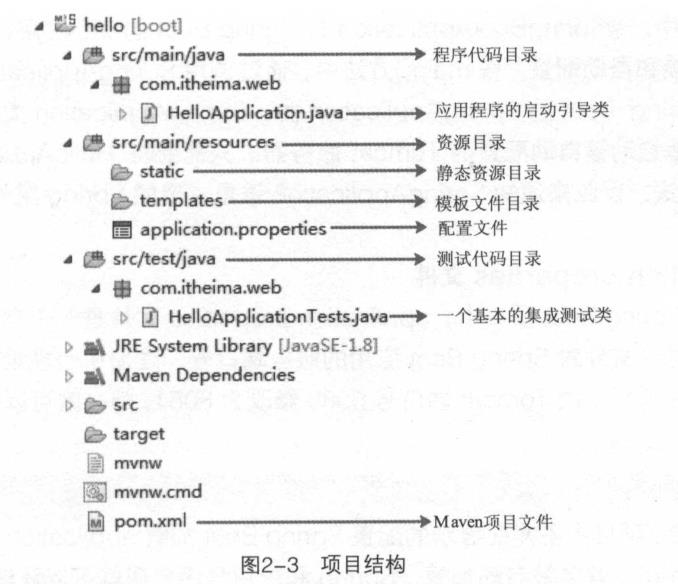 hello [boot]
src/main/java 程序代码目录
com.itheima.web
HelloApplication.java 应用程序的启动引导类
src/main/resources 资源目录
static 静态资源目录
templates 模板文件目录
application.properties 配置文件
src/test/java 测试代码目录
com.itheima.web
HelloApplicationTests.java 一个基本的集成测试类
JRE System Library [JavaSE-1.8]
Maven Dependencies
src
target
mvnw
mvnw.cmd
pom.xml Maven项目文件
图2-3 项目结构